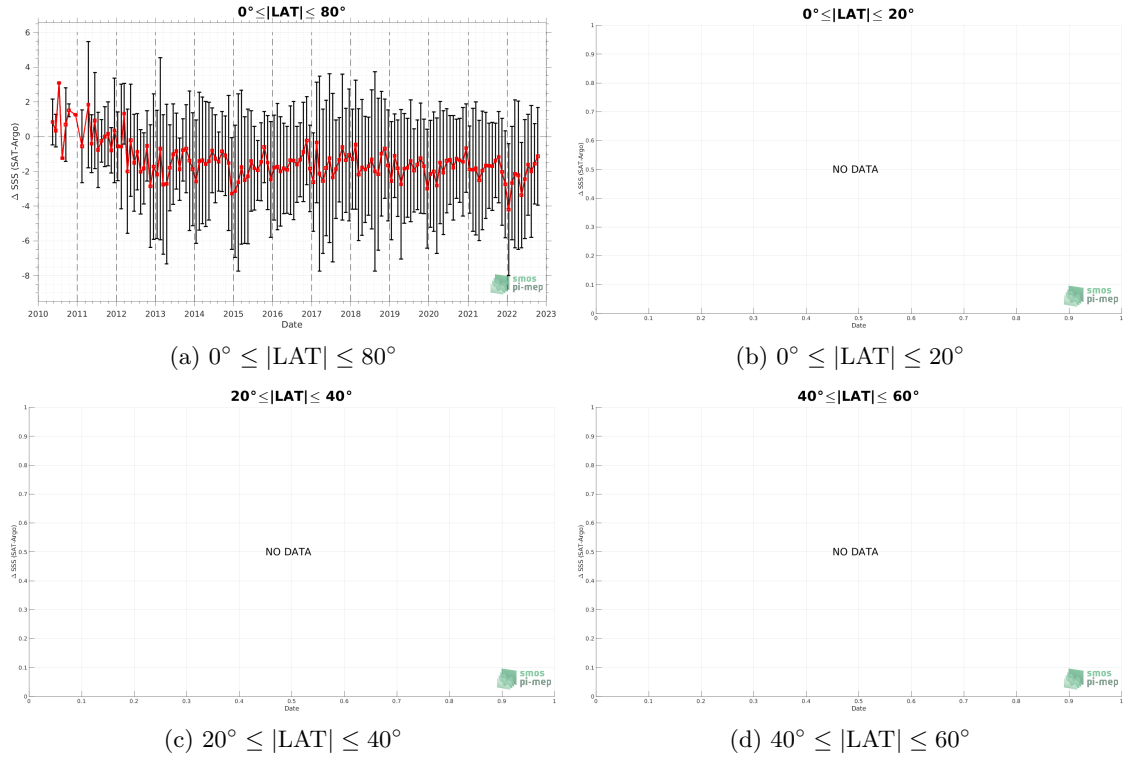 0°≤|LAT|≤ 80°
Δ SSS (SAT-Argo)
6
4
2
0
-2
-4
-6
-8
2010 2011 2012 2013 2014 2015 2016 2017 2018 2019 2020 2021 2022 2023
Date
smos
pi-mep
(a) 0° ≤ |LAT| ≤ 80°
0°≤|LAT|≤ 20°
Δ SSS (SAT-Argo)
1
0.9
0.8
0.7
0.6
0.5
0.4
0.3
0.2
0.1
0
NO DATA
0 0.1 0.2 0.3 0.4 0.5 0.6 0.7 0.8 0.9 1
Date
smos
pi-mep
(b) 0° ≤ |LAT| ≤ 20°
20°≤|LAT|≤ 40°
Δ SSS (SAT-Argo)
1
0.9
0.8
0.7
0.6
0.5
0.4
0.3
0.2
0.1
0
NO DATA
0 0.1 0.2 0.3 0.4 0.5 0.6 0.7 0.8 0.9 1
Date
smos
pi-mep
(c) 20° ≤ |LAT| ≤ 40°
40°≤|LAT|≤ 60°
Δ SSS (SAT-Argo)
1
0.9
0.8
0.7
0.6
0.5
0.4
0.3
0.2
0.1
0
NO DATA
0 0.1 0.2 0.3 0.4 0.5 0.6 0.7 0.8 0.9 1
Date
smos
pi-mep
(d) 40° ≤ |LAT| ≤ 60°